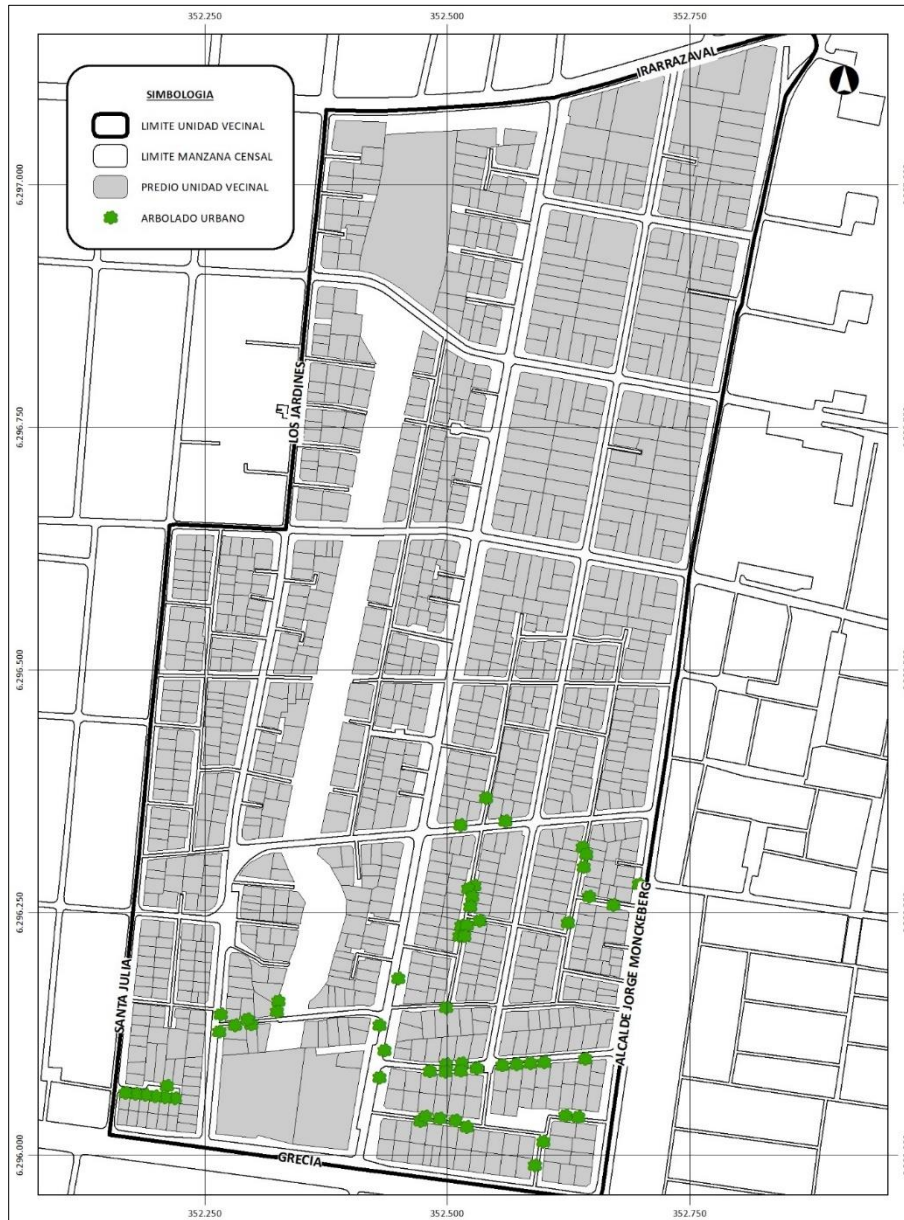 352.250
352.500
352.750
SIMBOLOGIA
LIMITE UNIDAD VECINAL
LIMITE MANZANA CENSAL
PREDIO UNIDAD VECINAL
ARBOLADO URBANO
IRARRAZAVAL
6.297.000
LOS JARDINES
6.296.750
6.296.500
6.296.250
SANTA JULIA
ALCALDE JORGE MONCKEBERG
6.296.000
GRECIA
352.250
352.500
352.750